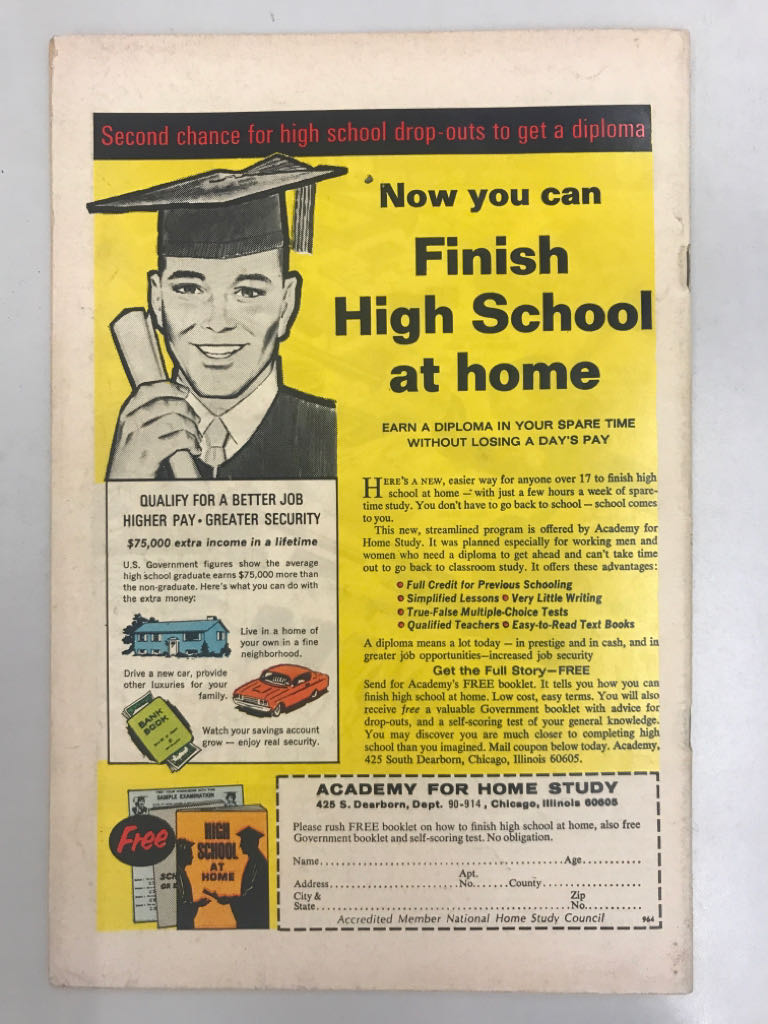 Second chance for high school drop-outs to get a diploma
Now you can
Finish
High School
at home
EARN A DIPLOMA IN YOUR SPARE TIME
WITHOUT LOSING A DAY'S PAY
QUALIFY FOR A BETTER JOB
HIGHER PAY • GREATER SECURITY
$75,000 extra income in a lifetime
U.S. Government figures show the average
high school graduate earns $75,000 more than
the non-graduate. Here's what you can do with
the extra money:
Live in a home of
your own in a fine
neighborhood.
Drive a new car, provide
other luxuries for your
family.
BANK
BOOK
Watch your savings account
grow — enjoy real security.
HERE'S A NEW, easier way for anyone over 17 to finish high
school at home — with just a few hours a week of spare-
time study. You don't have to go back to school — school comes
to you.
This new, streamlined program is offered by Academy for
Home Study. It was planned especially for working men and
women who need a diploma to get ahead and can't take time
out to go back to classroom study. It offers these advantages:
• Full Credit for Previous Schooling
• Simplified Lessons • Very Little Writing
• True-False Multiple-Choice Tests
• Qualified Teachers • Easy-to-Read Text Books
A diploma means a lot today — in prestige and in cash, and in
greater job opportunities—increased job security
Get the Full Story—FREE
Send for Academy's FREE booklet. It tells you how you can
finish high school at home. Low cost, easy terms. You will also
receive free a valuable Government booklet with advice for
drop-outs, and a self-scoring test of your general knowledge.
You may discover you are much closer to completing high
school than you imagined. Mail coupon below today. Academy,
425 South Dearborn, Chicago, Illinois 60605.
SAMPLE EXAMINATION
Free
HIGH
SCHOOL
AT
HOME
SCH
OR
ACADEMY FOR HOME STUDY
425 S. Dearborn, Dept. 90-914, Chicago, Illinois 60605
Please rush FREE booklet on how to finish high school at home, also free
Government booklet and self-scoring test. No obligation.
Name.......................................................Age............
Apt.
Address.........................No.......County....................
City & Zip
State.......................................................No............
Accredited Member National Home Study Council 964